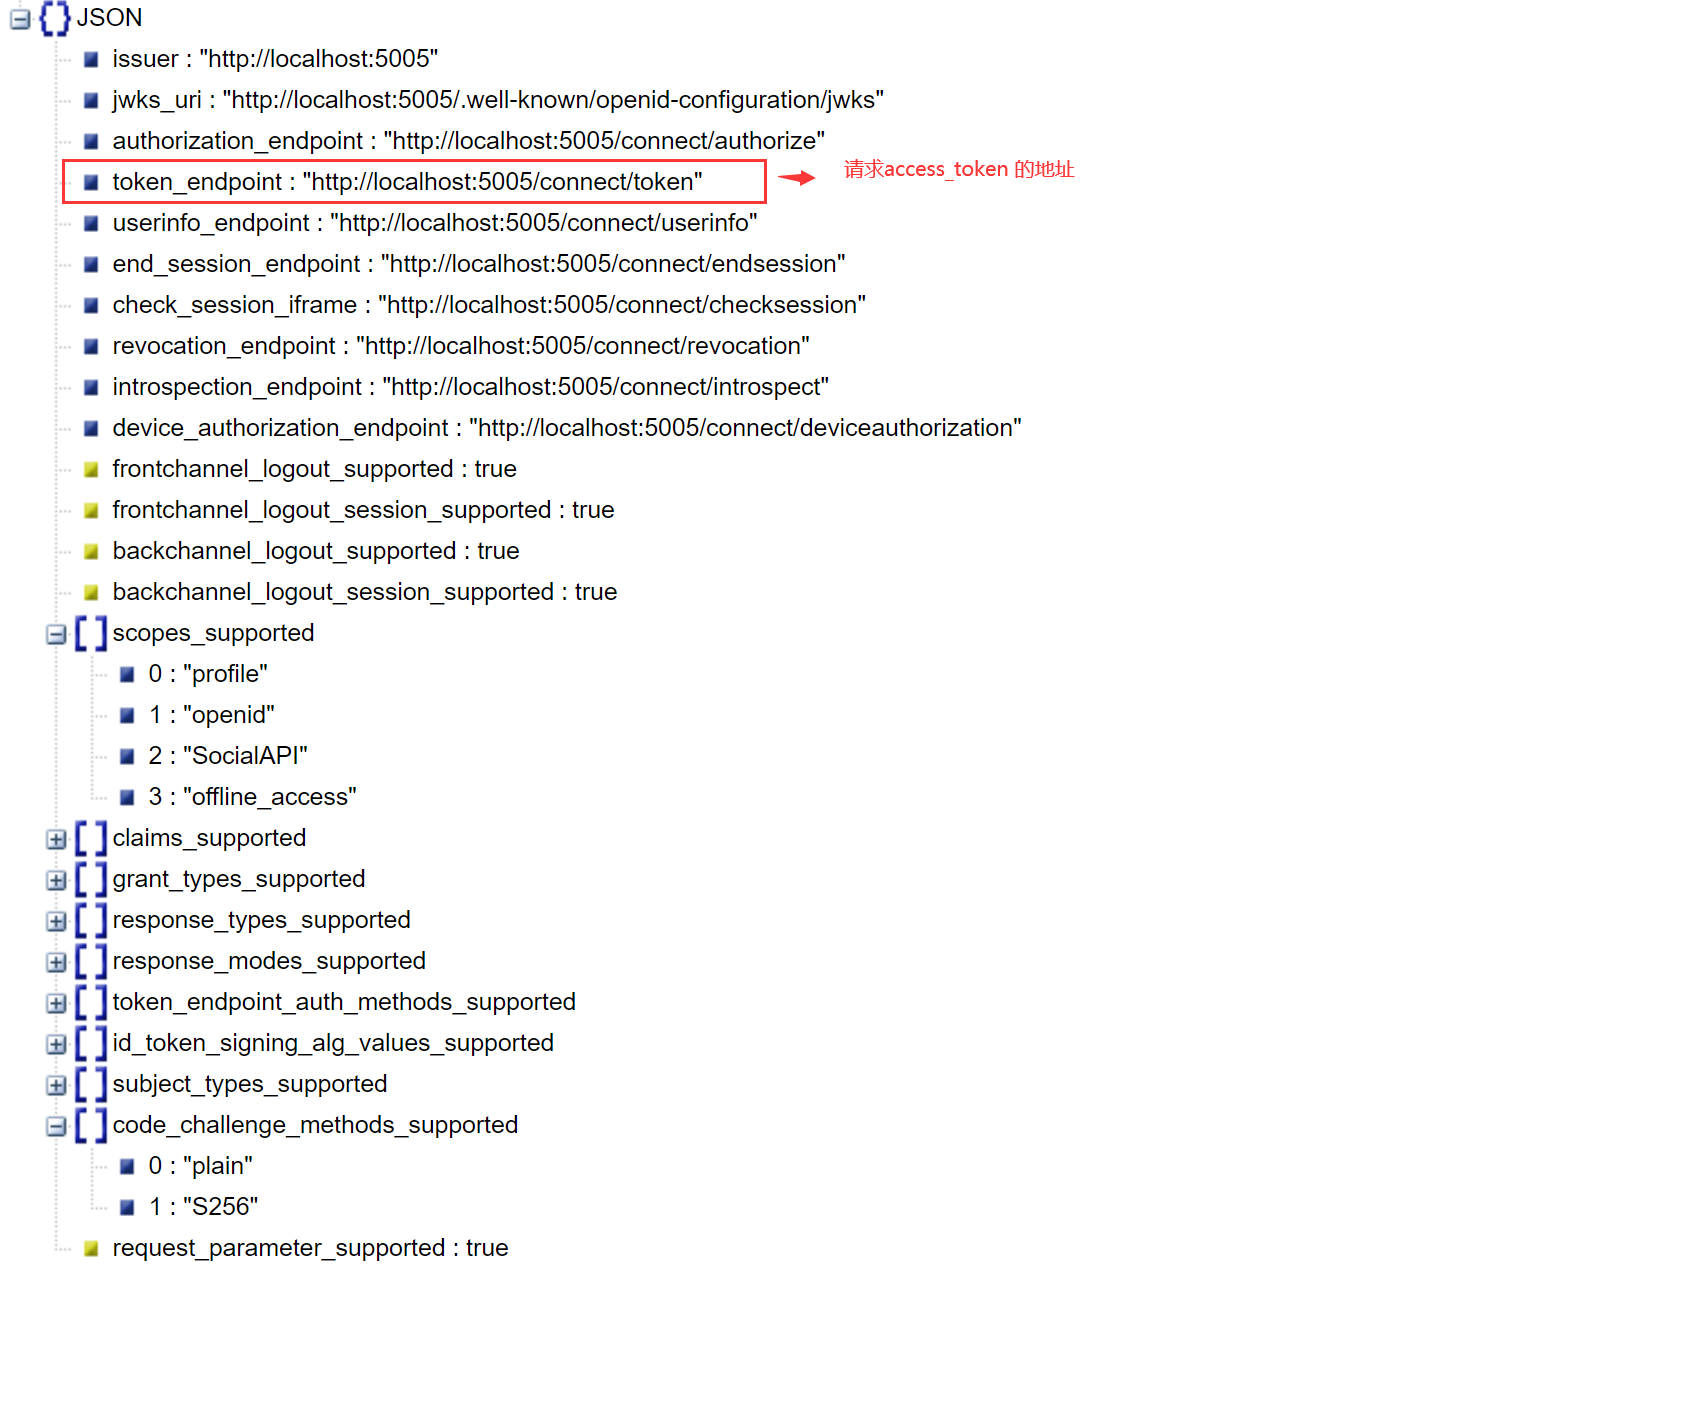 JSON
issuer : "http://localhost:5005"
jwks_uri : "http://localhost:5005/.well-known/openid-configuration/jwks"
authorization_endpoint : "http://localhost:5005/connect/authorize"
token_endpoint : "http://localhost:5005/connect/token"
请求access_token 的地址
userinfo_endpoint : "http://localhost:5005/connect/userinfo"
end_session_endpoint : "http://localhost:5005/connect/endsession"
check_session_iframe : "http://localhost:5005/connect/checksession"
revocation_endpoint : "http://localhost:5005/connect/revocation"
introspection_endpoint : "http://localhost:5005/connect/introspect"
device_authorization_endpoint : "http://localhost:5005/connect/deviceauthorization"
frontchannel_logout_supported : true
frontchannel_logout_session_supported : true
backchannel_logout_supported : true
backchannel_logout_session_supported : true
scopes_supported
0 : "profile"
1 : "openid"
2 : "SocialAPI"
3 : "offline_access"
claims_supported
grant_types_supported
response_types_supported
response_modes_supported
token_endpoint_auth_methods_supported
id_token_signing_alg_values_supported
subject_types_supported
code_challenge_methods_supported
0 : "plain"
1 : "S256"
request_parameter_supported : true